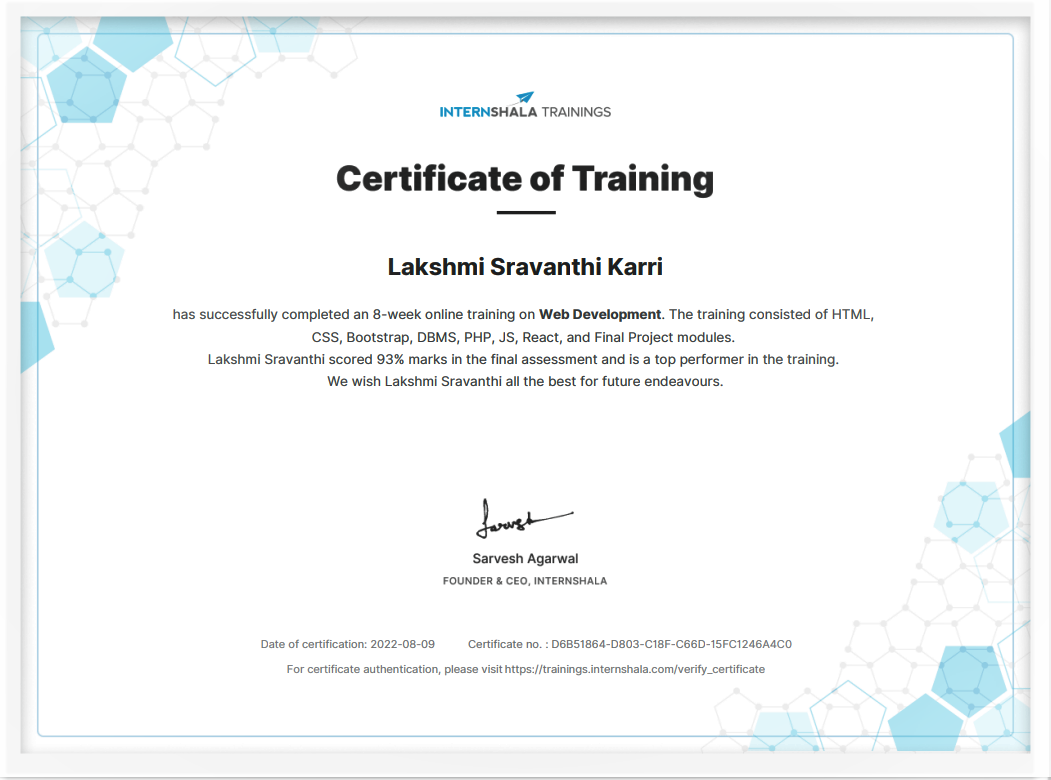 INTERNSHALA TRAININGS
Certificate of Training
Lakshmi Sravanthi Karri
has successfully completed an 8-week online training on Web Development. The training consisted of HTML,
CSS, Bootstrap, DBMS, PHP, JS, React, and Final Project modules.
Lakshmi Sravanthi scored 93% marks in the final assessment and is a top performer in the training.
We wish Lakshmi Sravanthi all the best for future endeavours.
Sarvesh
Sarvesh Agarwal
FOUNDER & CEO, INTERNSHALA
Date of certification: 2022-08-09 Certificate no. : D6B51864-D803-C18F-C66D-15FC1246A4C0
For certificate authentication, please visit https://trainings.internshala.com/verify_certificate